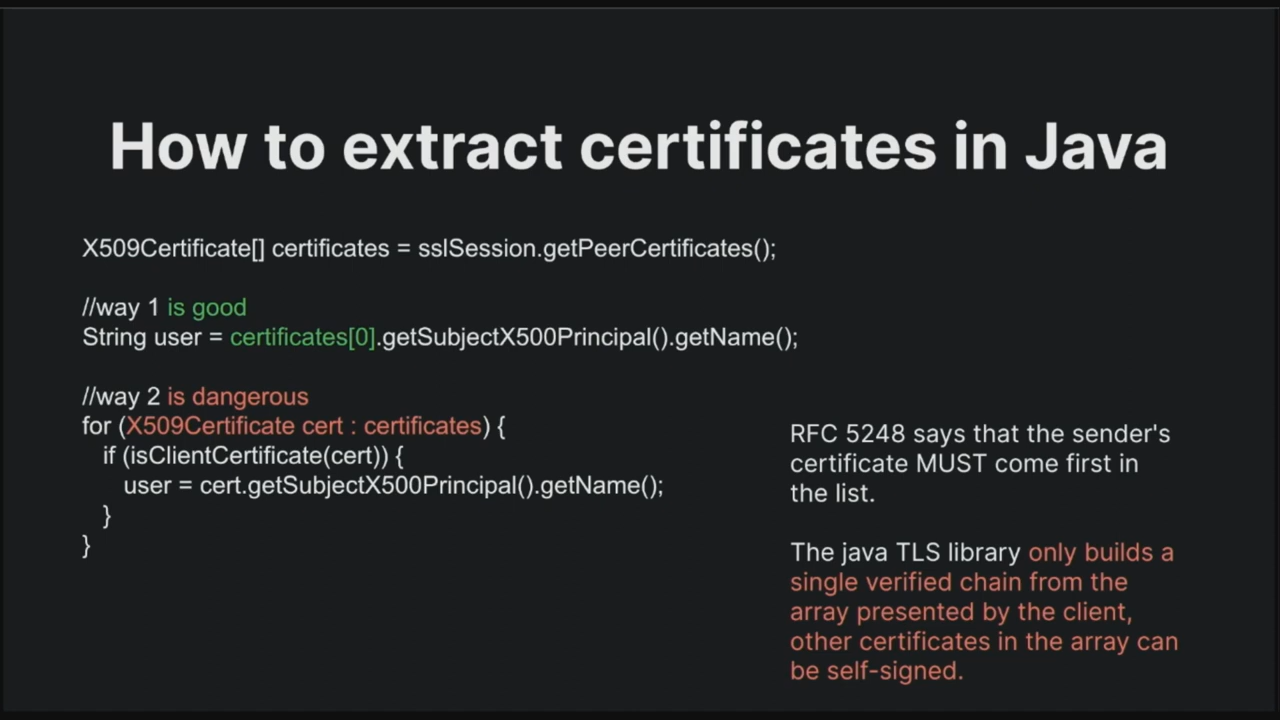 How to extract certificates in Java
X509Certificate[] certificates = sslSession.getPeerCertificates();
//way 1 is good
String user = certificates[0].getSubjectX500Principal().getName();
//way 2 is dangerous
for (X509Certificate cert : certificates) {
if (isClientCertificate(cert)) {
user = cert.getSubjectX500Principal().getName();
}
}
RFC 5248 says that the sender's
certificate MUST come first in
the list.
The java TLS library only builds a
single verified chain from the
array presented by the client,
other certificates in the array can
be self-signed.